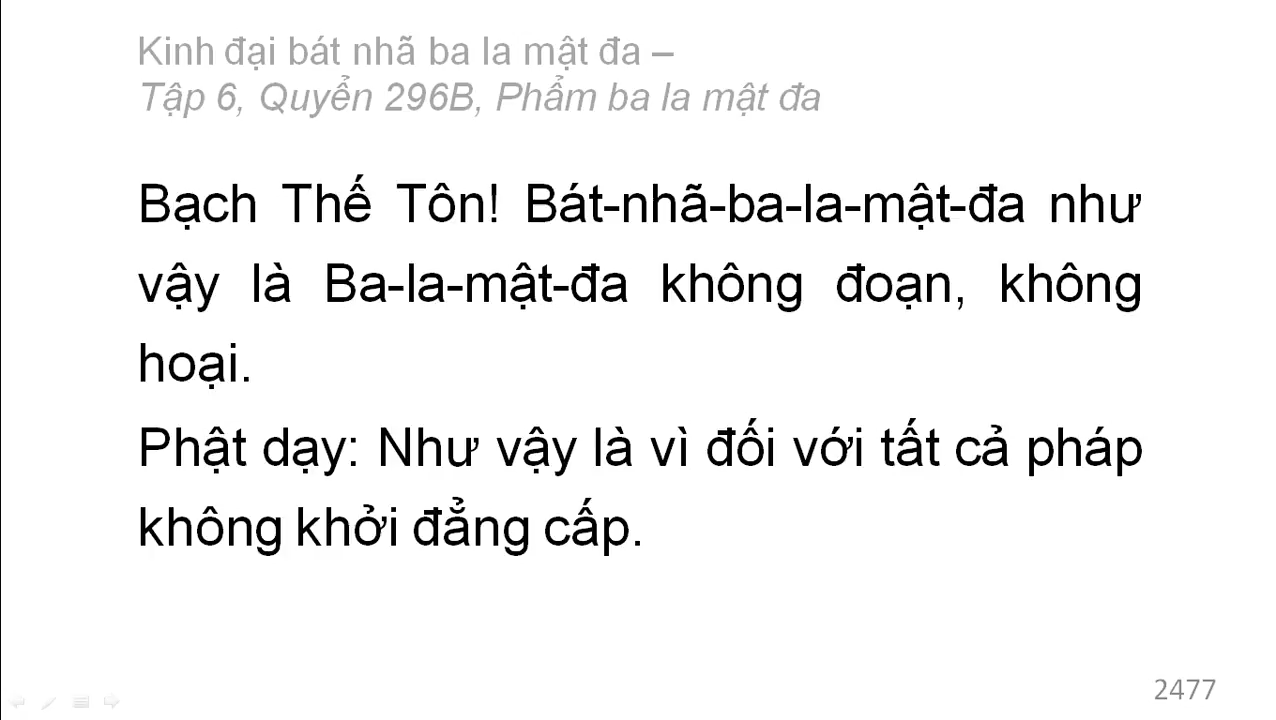 Kinh đại bát nhã ba la mật đa –
Tập 6, Quyển 296B, Phẩm ba la mật đa
Bạch Thế Tôn! Bát-nhã-ba-la-mật-đa như
vậy là Ba-la-mật-đa không đoạn, không
hoại.
Phật dạy: Như vậy là vì đối với tất cả pháp
không khởi đẳng cấp.
2477